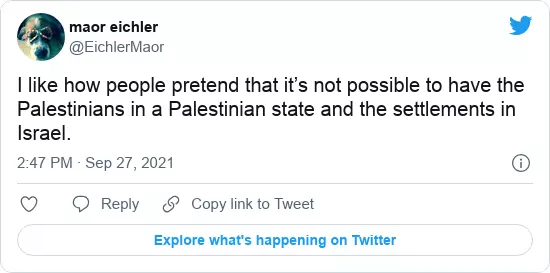 maor eichler
@EichlerMaor
I like how people pretend that it’s not possible to have the
Palestinians in a Palestinian state and the settlements in
Israel.
2:47 PM · Sep 27, 2021
Reply Copy link to Tweet
Explore what's happening on Twitter